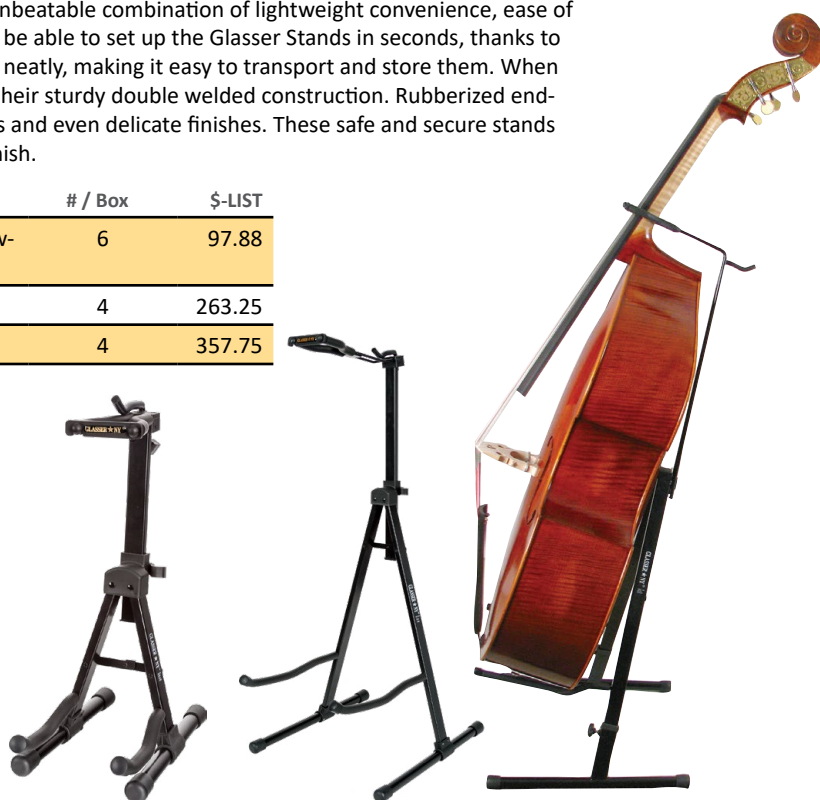 nbeatable combination of lightweight convenience, ease of
be able to set up the Glasser Stands in seconds, thanks to
neatly, making it easy to transport and store them. When
heir sturdy double welded construction. Rubberized end-
s and even delicate finishes. These safe and secure stands
nish.
# / Box $-LIST
w- 6 97.88
4 263.25
4 357.75
GLASSER ★ NY